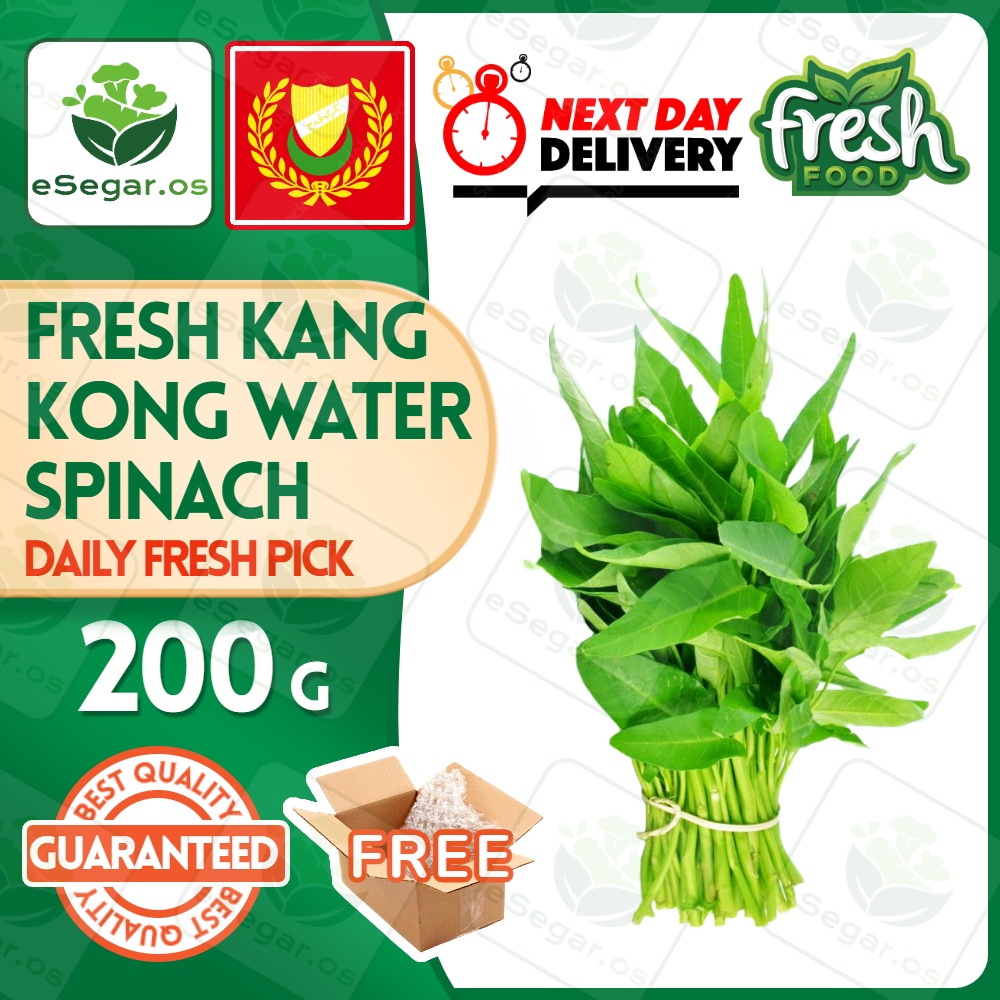 eSegar.os
NEXT DAY
DELIVERY
fresh
FOOD
FRESH KANG
KONG WATER
SPINACH
DAILY FRESH PICK
200 G
BEST QUALITY
GUARANTEED
BEST QUALITY
FREE